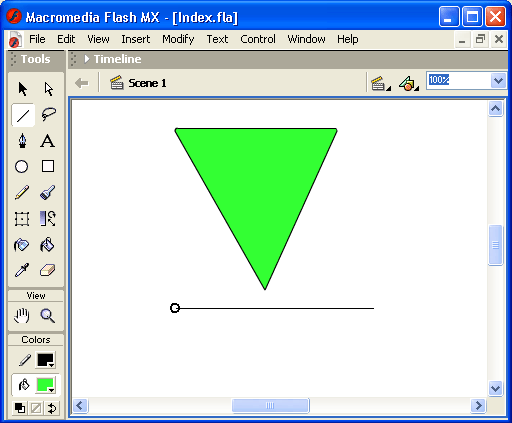 Macromedia Flash MX - [Index.fla]
File Edit View Insert Modify Text Control Window Help
Tools
Timeline
Scene 1
100%
A
View
Colors